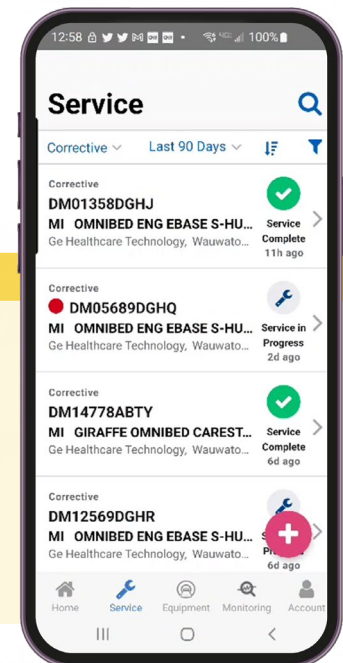 12:58
100%
Service
Corrective
Last 90 Days
Corrective
DM01358DGHJ
MI OMNIBED ENG EBASE S-HU...
Ge Healthcare Technology, Wauwato...
Service
Complete
11h ago
Corrective
DM05689DGHQ
MI OMNIBED ENG EBASE S-HU...
Ge Healthcare Technology, Wauwato...
Service in
Progress
2d ago
Corrective
DM14778ABTY
MI GIRAFFE OMNIBED CAREST...
Ge Healthcare Technology, Wauwato...
Service
Complete
6d ago
Corrective
DM12569DGHR
MI OMNIBED ENG EBASE S-HU...
Ge Healthcare Technology, Wauwato...
6d ago
Home
Service
Equipment
Monitoring
Account